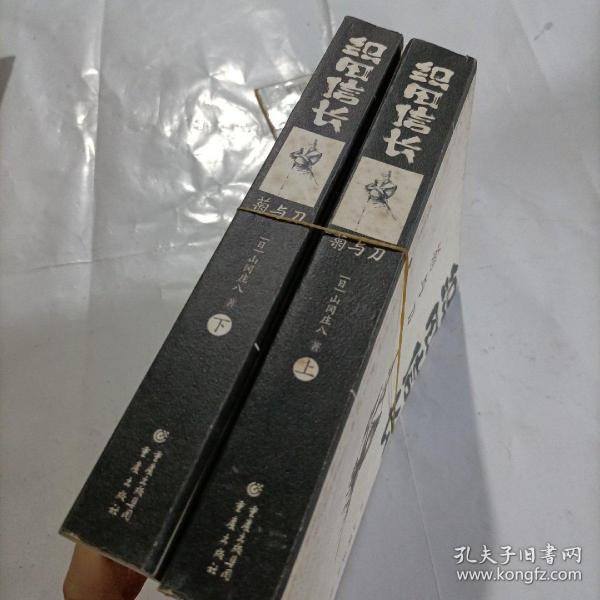 织田信长
菊与刀
[日]山冈庄八 著
下
重庆出版集团
重庆出版社
织田信长
菊与刀
[日]山冈庄八 著
上
重庆出版集团
重庆出版社
孔夫子旧书网
www.kongfz.com